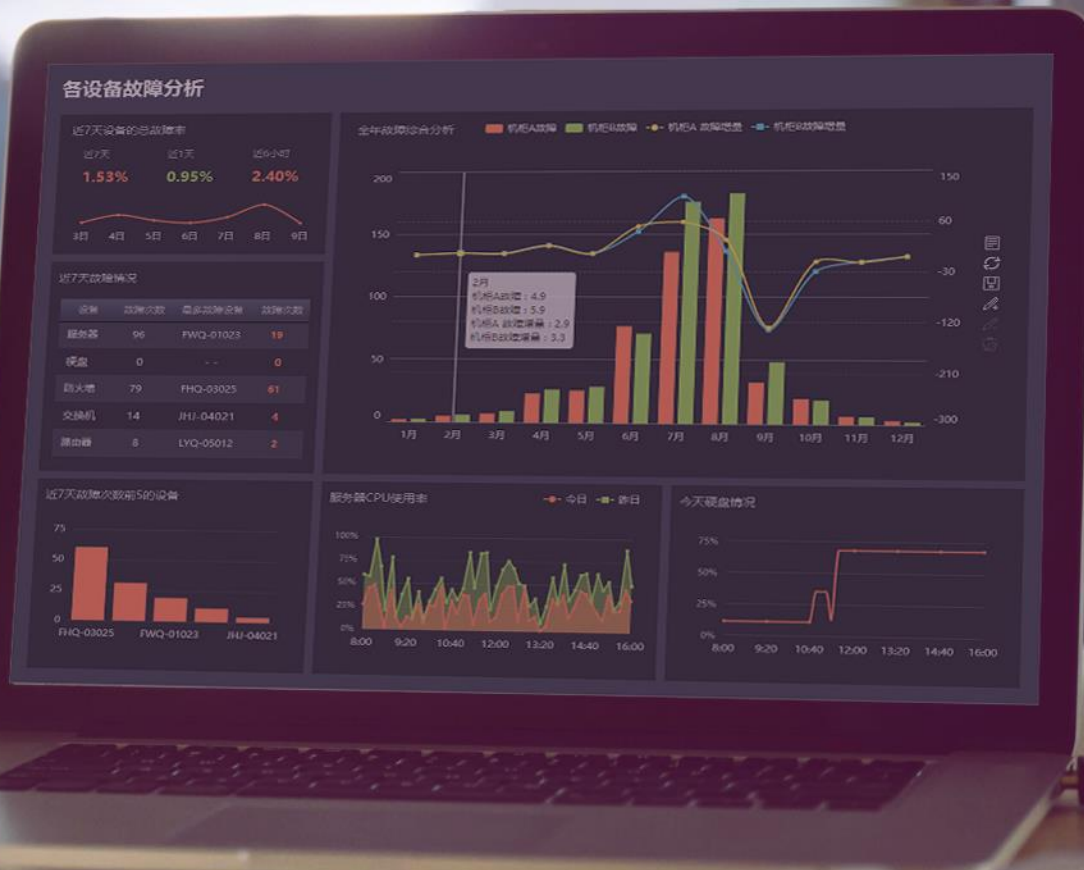 各设备故障分析
近7天设备的总故障率
近7天 近1天 近6小时
1.53% 0.95% 2.40%
3日 4日 5日 6日 7日 8日 9日
近7天故障情况
设备 故障次数 最多故障设备 故障次数
服务器 96 FWQ-01023 19
硬盘 0 -- 0
防火墙 79 FHQ-03025 61
交换机 14 JHJ-04021 4
路由器 8 LYQ-05012 2
全年故障综合分析 机柜A故障 机柜B故障 机柜A 故障增量 机柜B故障增量
200 150
150 60
100 -30
50 -120
0 -210
-300
2月
机柜A故障：4.9
机柜B故障：5.9
机柜A 故障增量：2.9
机柜B故障增量：3.3
1月 2月 3月 4月 5月 6月 7月 8月 9月 10月 11月 12月
近7天故障次数前5的设备
75
50
25
0
FHQ-03025 FWQ-01023 JHJ-04021
服务器CPU使用率 今日 昨日
100%
75%
50%
25%
0%
8:00 9:20 10:40 12:00 13:20 14:40 16:00
今天硬盘情况
75%
50%
25%
0%
8:00 9:20 10:40 12:00 13:20 14:40 16:00